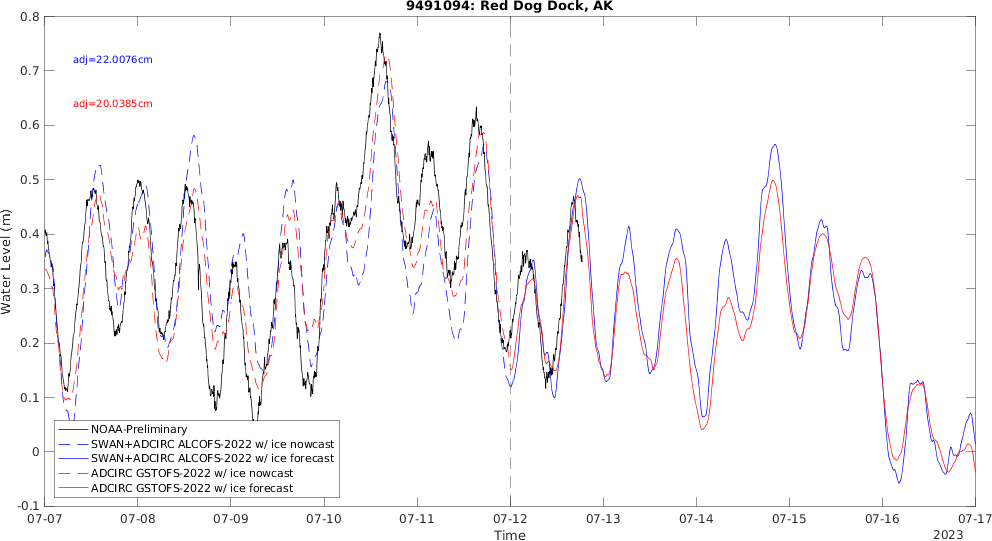 9491094: Red Dog Dock, AK
0.8
0.7
0.6
0.5
0.4
0.3
0.2
0.1
0
-0.1
Water Level (m)
adj=22.0076cm
adj=20.0385cm
NOAA-Preliminary
SWAN+ADCIRC ALCOFS-2022 w/ ice nowcast
SWAN+ADCIRC ALCOFS-2022 w/ ice forecast
ADCIRC GSTOFS-2022 w/ ice nowcast
ADCIRC GSTOFS-2022 w/ ice forecast
07-07 07-08 07-09 07-10 07-11 07-12 07-13 07-14 07-15 07-16 07-17
Time
2023